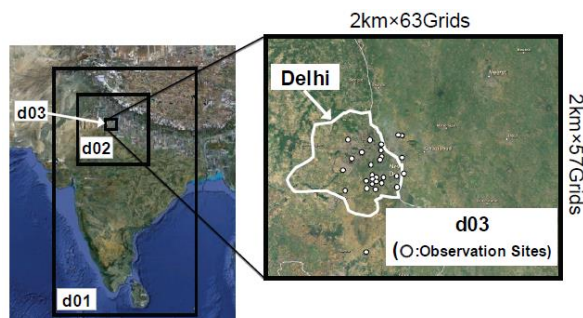 2km×63Grids
Delhi
d03
d02
2km×57Grids
d03
(○:Observation Sites)
d01